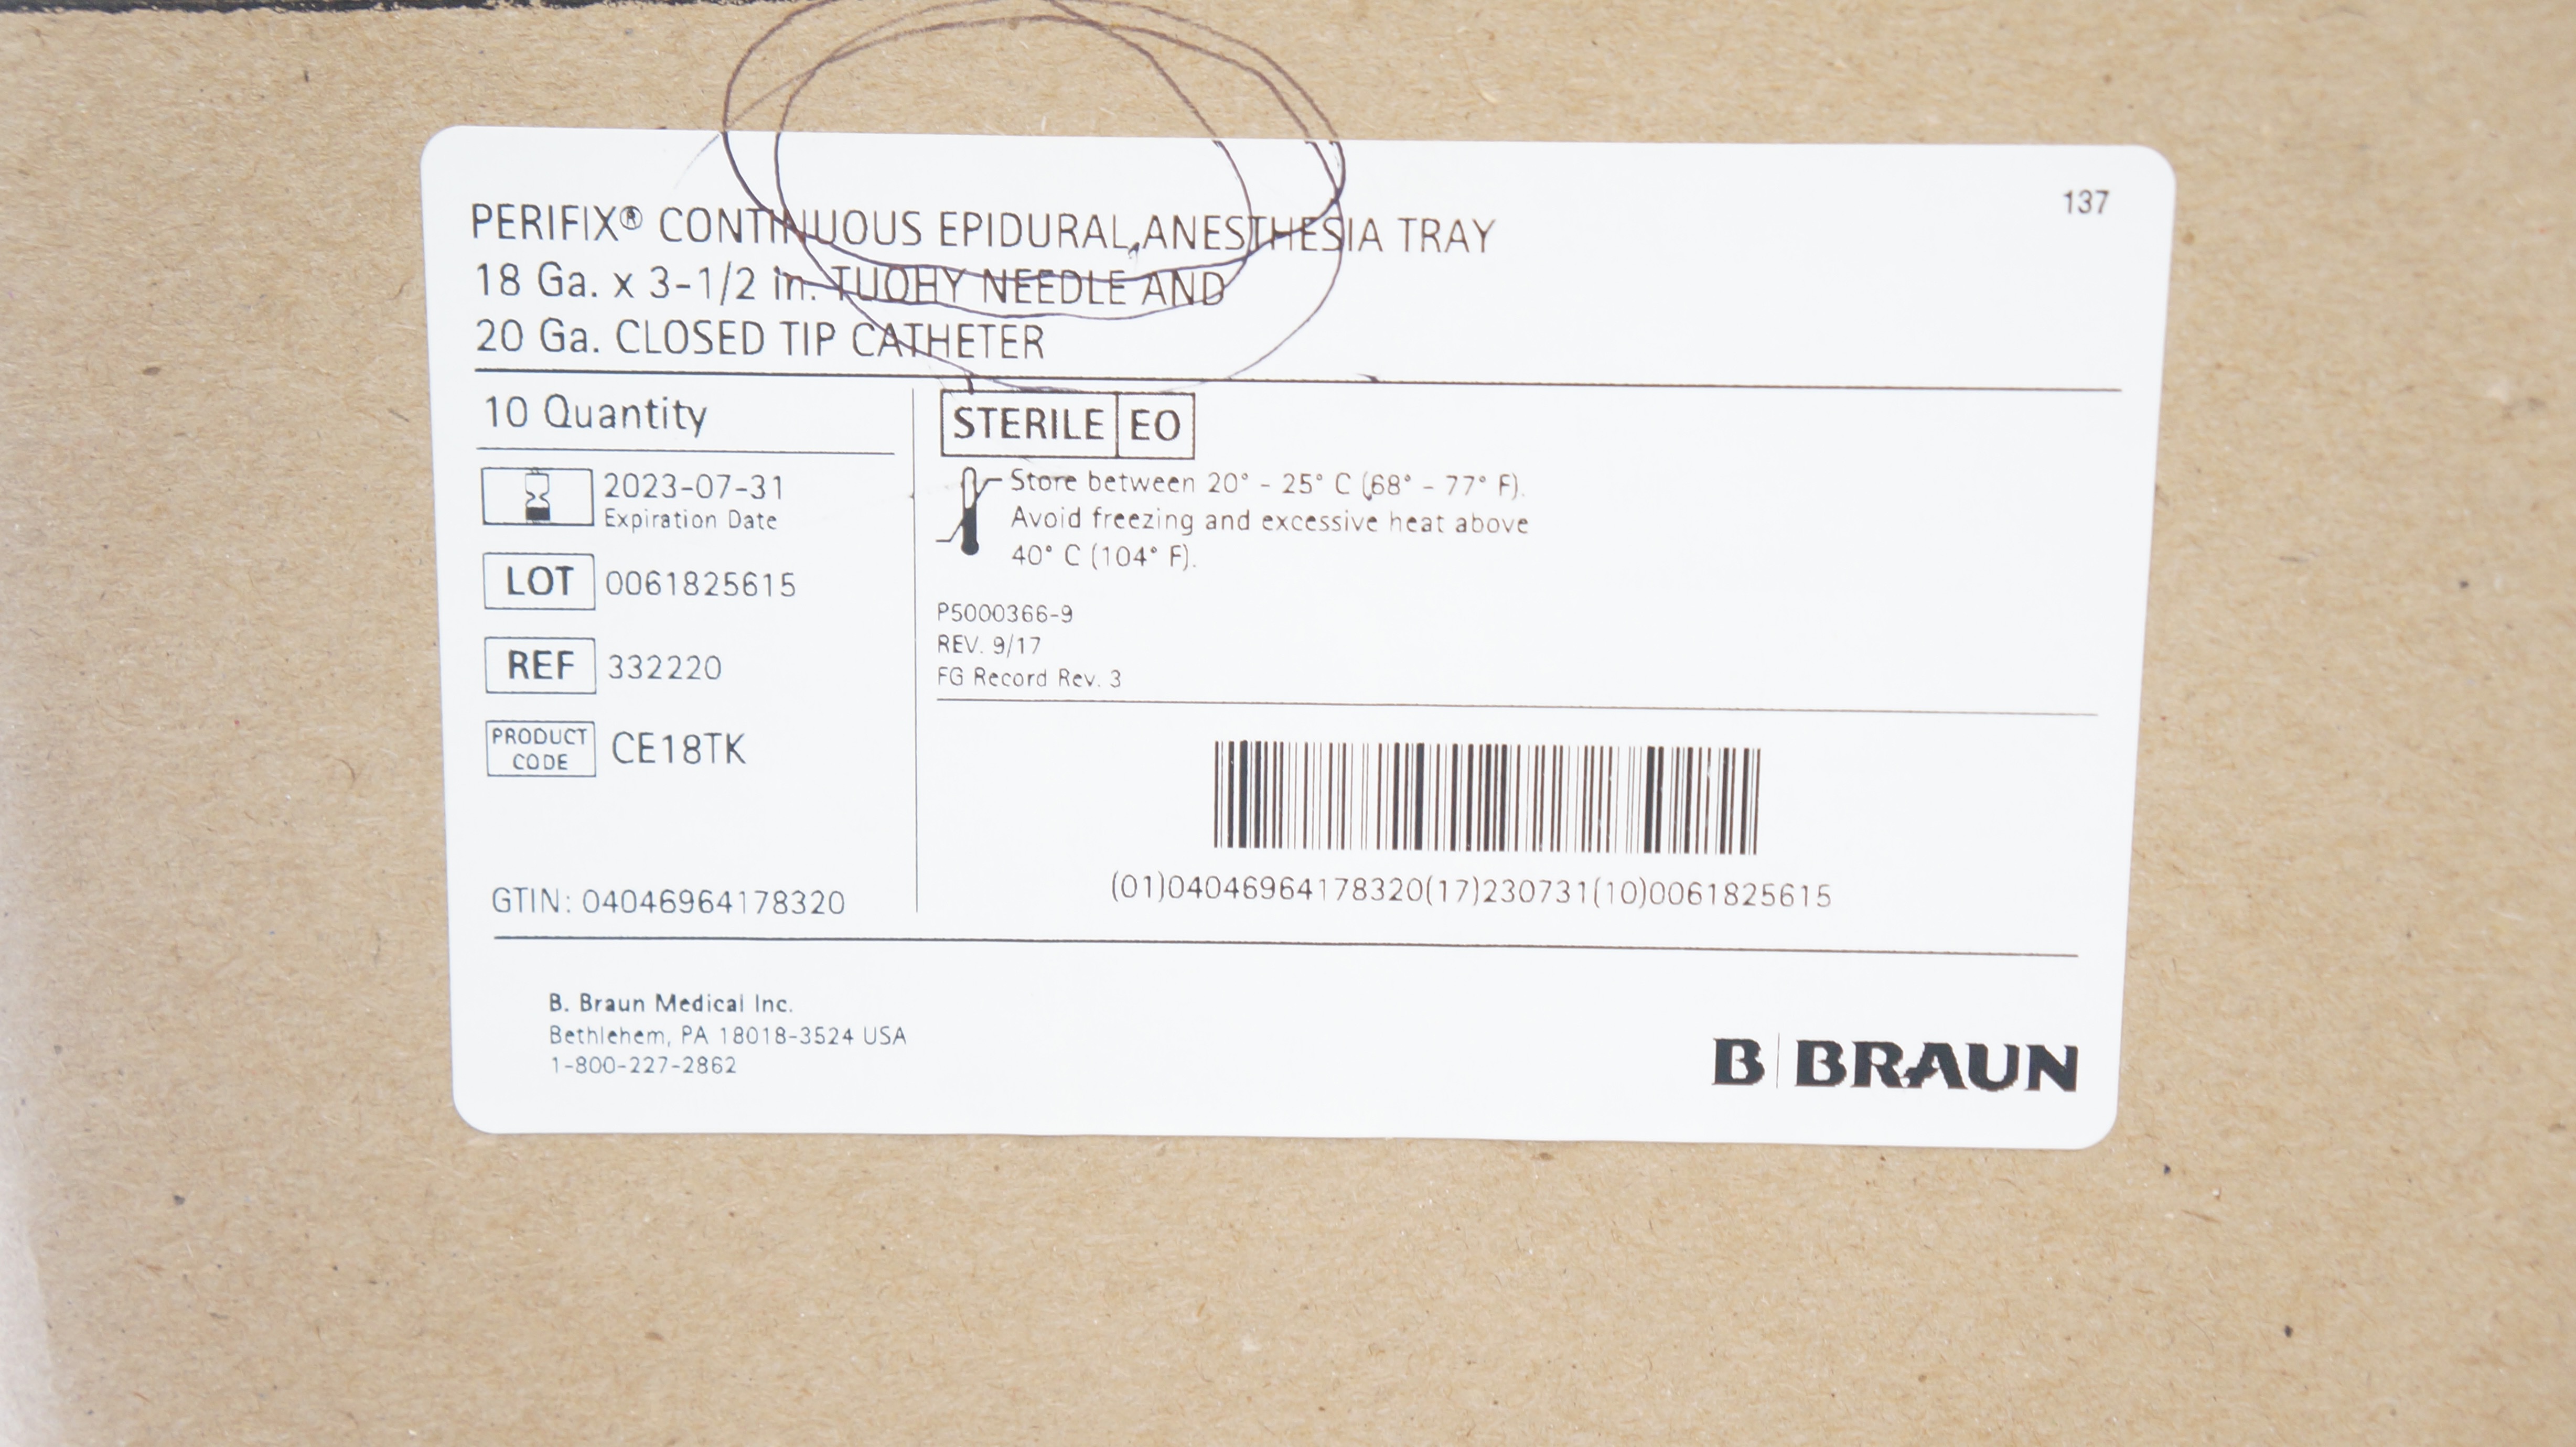 137
PERIFIX® CONTINUOUS EPIDURAL ANESTHESIA TRAY
18 Ga. x 3-1/2 in. TUOHY NEEDLE AND
20 Ga. CLOSED TIP CATHETER
10 Quantity
2023-07-31
Expiration Date
LOT 0061825615
REF 332220
PRODUCT
CODE
CE18TK
GTIN: 04046964178320
STERILE EO
Store between 20° - 25° C (68° - 77° F).
Avoid freezing and excessive heat above
40° C (104° F).
P5000366-9
REV. 9/17
FG Record Rev. 3
(01)04046964178320(17)230731(10)0061825615
B. Braun Medical Inc.
Bethlehem, PA 18018-3524 USA
1-800-227-2862
B BRAUN